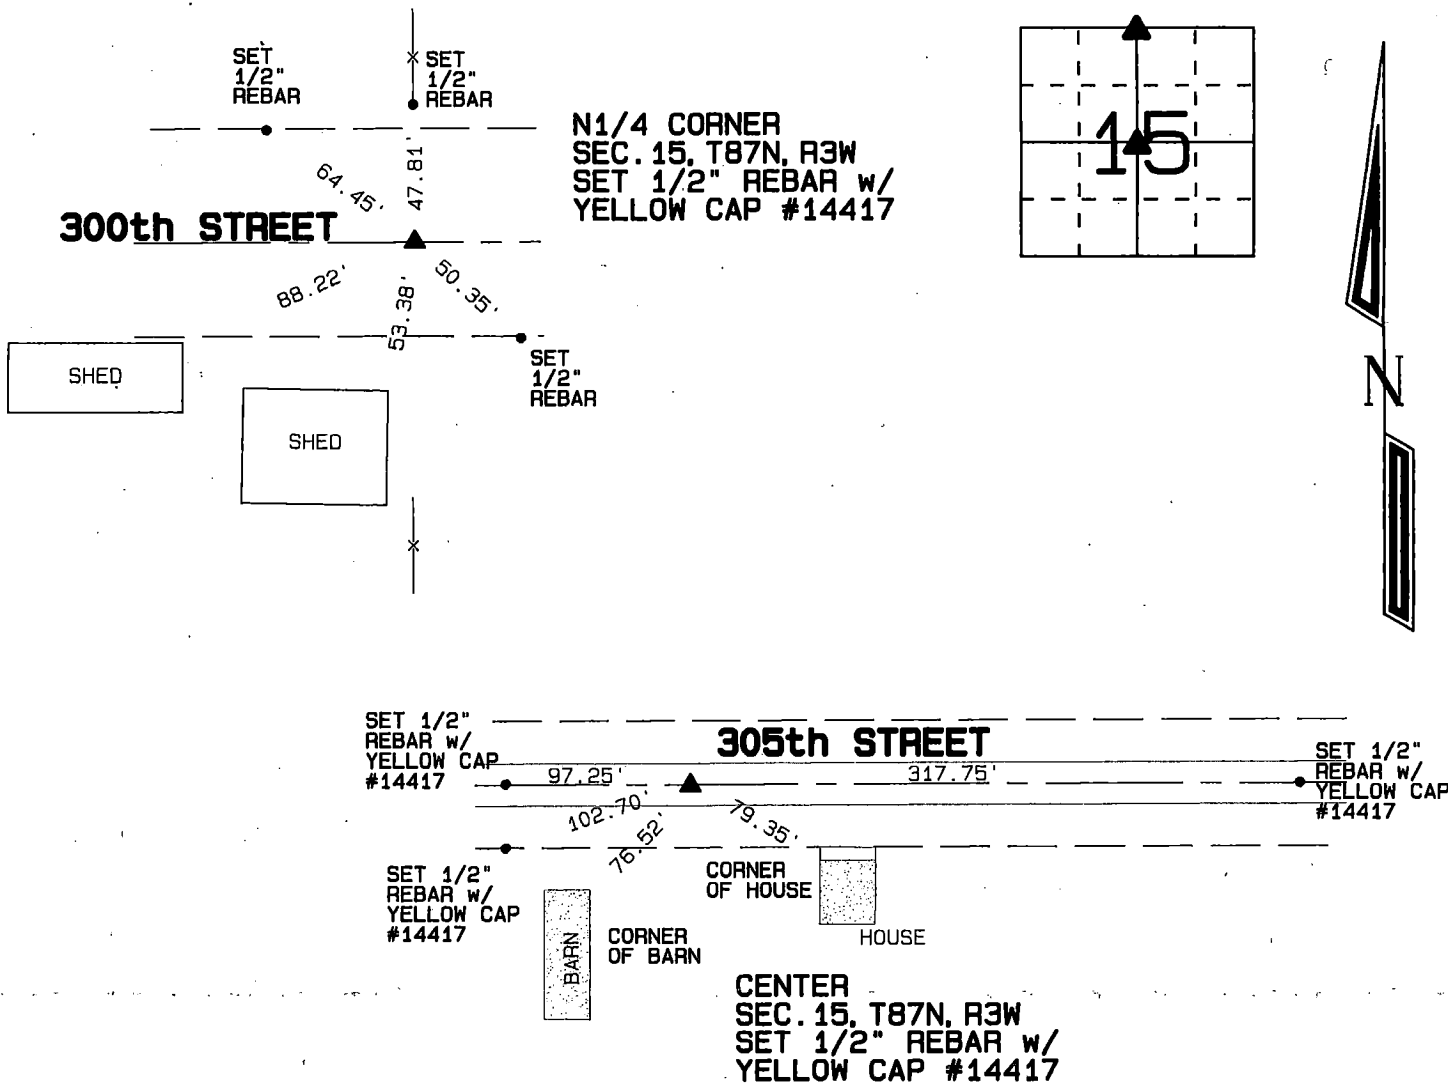 SET
1/2"
REBAR
SET
1/2"
REBAR
N1/4 CORNER
SEC. 15, T87N, R3W
SET 1/2" REBAR w/
YELLOW CAP #14417
15
64.45'
47.81'
300th STREET
88.22'
53.38'
50.35'
SHED
SET
1/2"
REBAR
SHED
N
SET 1/2"
REBAR w/
YELLOW CAP
#14417
305th STREET
97.25'
317.75'
SET 1/2"
REBAR w/
YELLOW CAP
#14417
102.70'
76.52'
79.35'
SET 1/2"
REBAR w/
YELLOW CAP
#14417
CORNER
OF HOUSE
HOUSE
BARN
CORNER
OF BARN
CENTER
SEC. 15, T87N, R3W
SET 1/2" REBAR w/
YELLOW CAP #14417